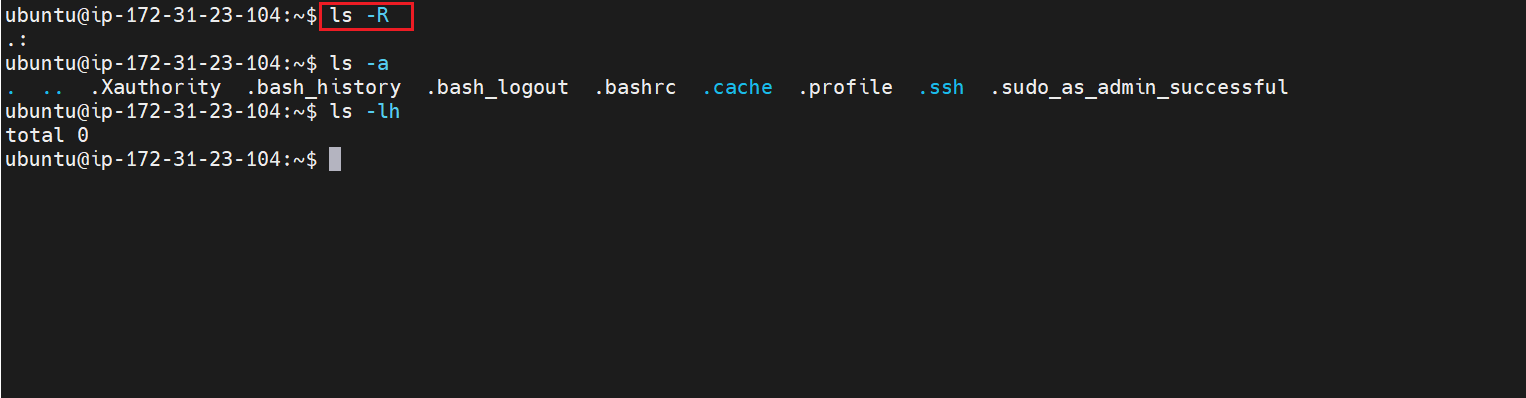 ubuntu@ip-172-31-23-104:~$ ls -R
.:
ubuntu@ip-172-31-23-104:~$ ls -a
.  ..  .Xauthority  .bash_history  .bash_logout  .bashrc  .cache  .profile  .ssh  .sudo_as_admin_successful
ubuntu@ip-172-31-23-104:~$ ls -lh
total 0
ubuntu@ip-172-31-23-104:~$